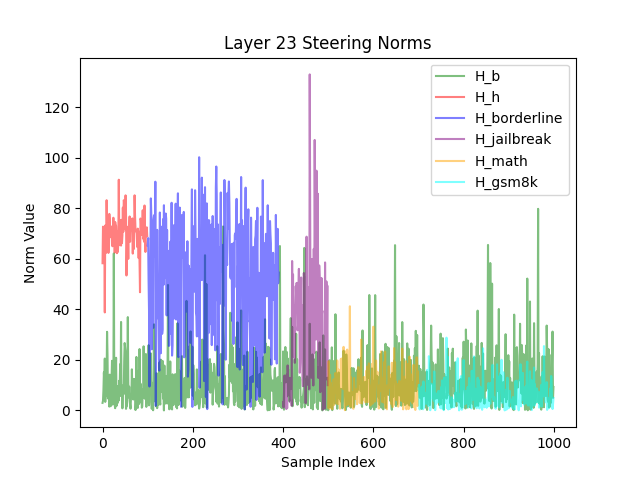 Layer 23 Steering Norms
Norm Value
120
100
80
60
40
20
0
0
200
400
600
800
1000
Sample Index
H_b
H_h
H_borderline
H_jailbreak
H_math
H_gsm8k